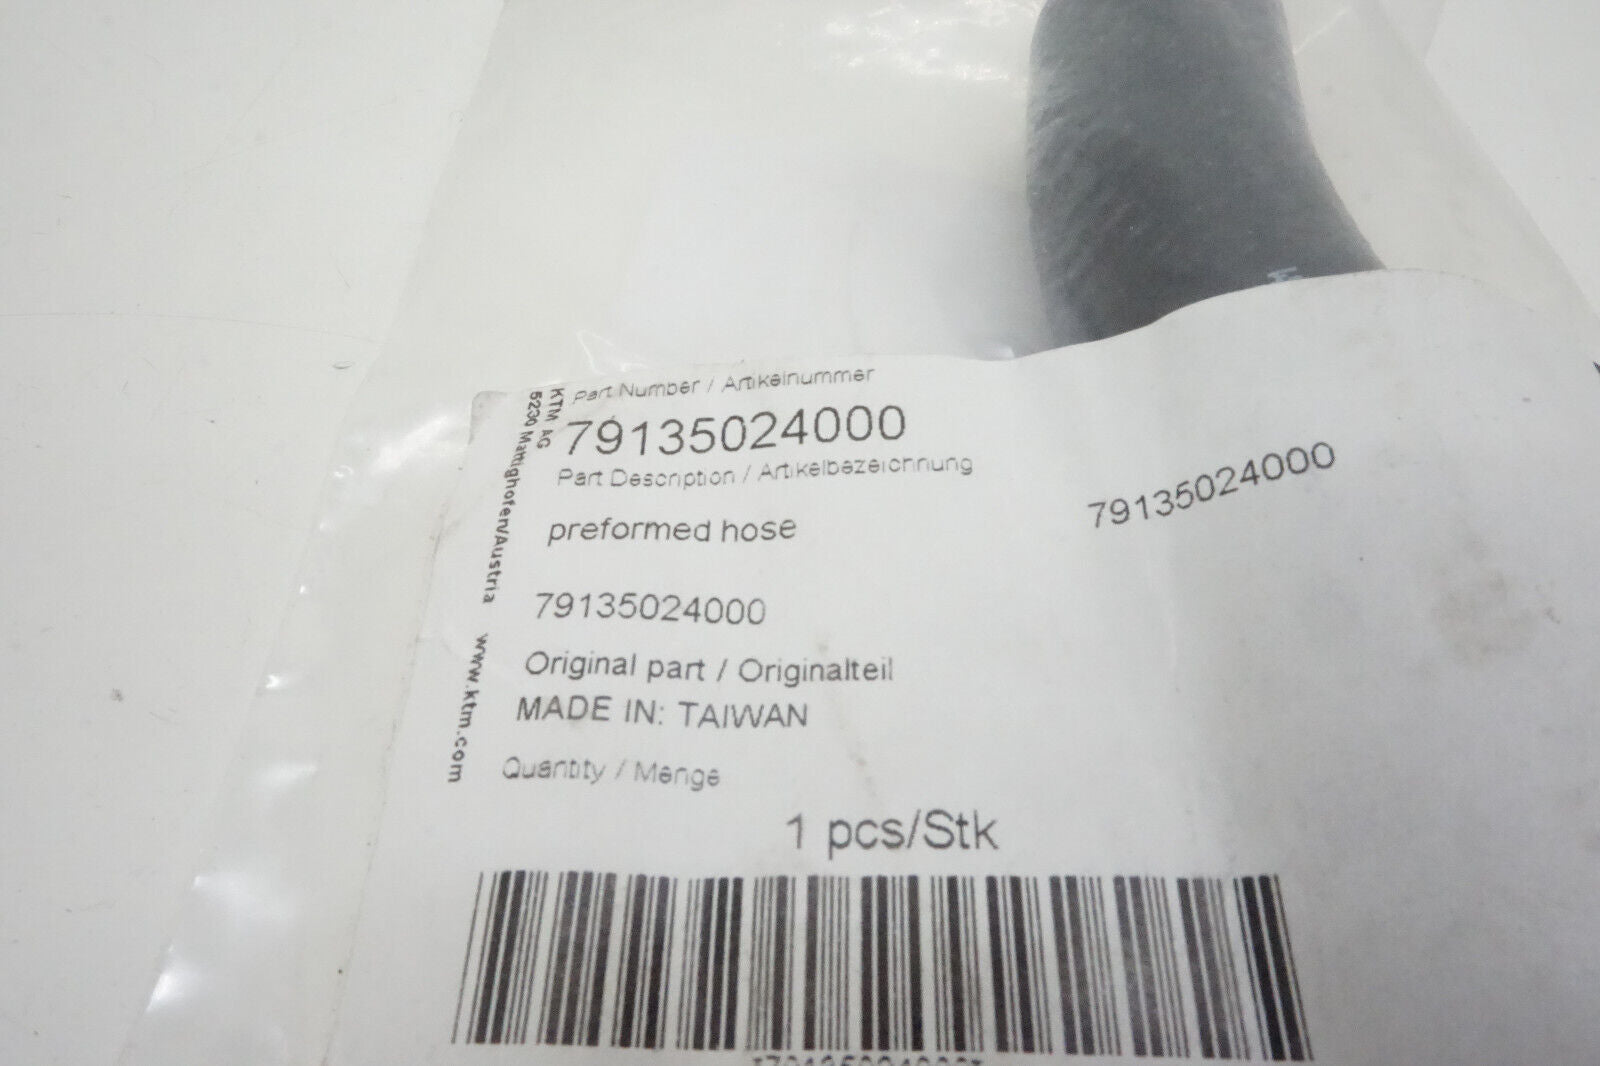 Part Number / Artikelnummer
79135024000
Part Description / Artikelbezeichnung
preformed hose
79135024000
Original part / Originalteil
MADE IN: TAIWAN
Quantity / Menge
1 pcs/Stk
KTM AG
5230 Mattighofen/Austria www.ktm.com
79135024000